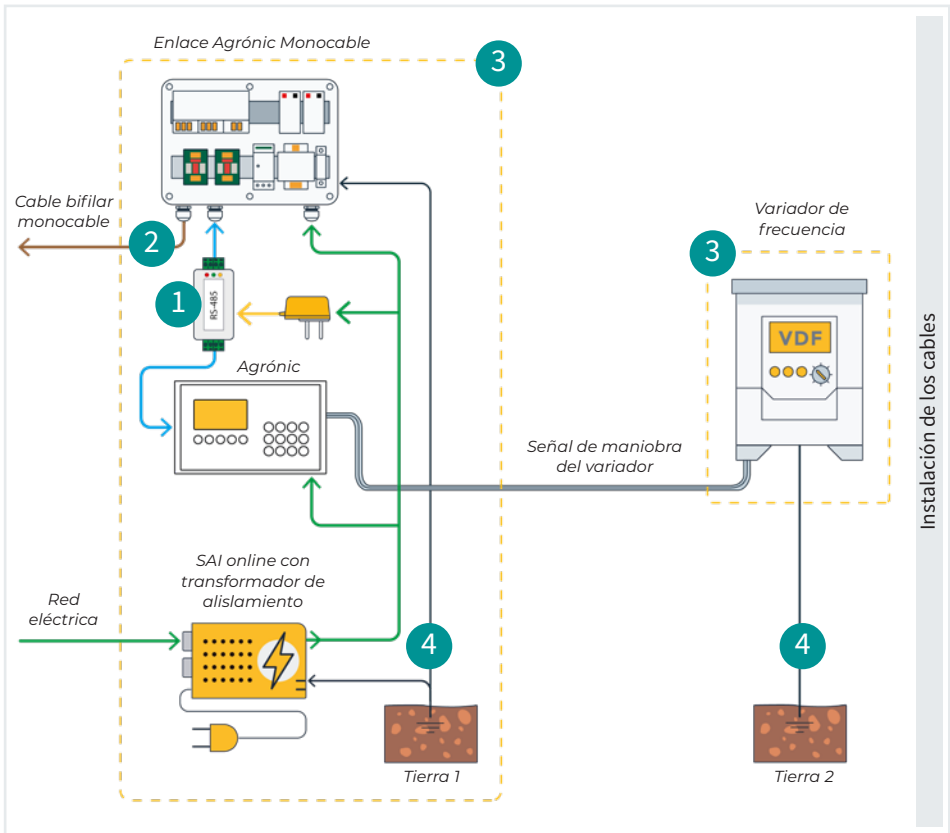 Enlace Agrónic Monocable
3
Cable bifilar
monocable
2
1
RS-485
Agrónic
Variador de
frecuencia
3
VDF
Señal de maniobra
del variador
SAI online con
transformador de
alislamiento
Red
eléctrica
4
4
Tierra 1
Tierra 2
Instalación de los cables